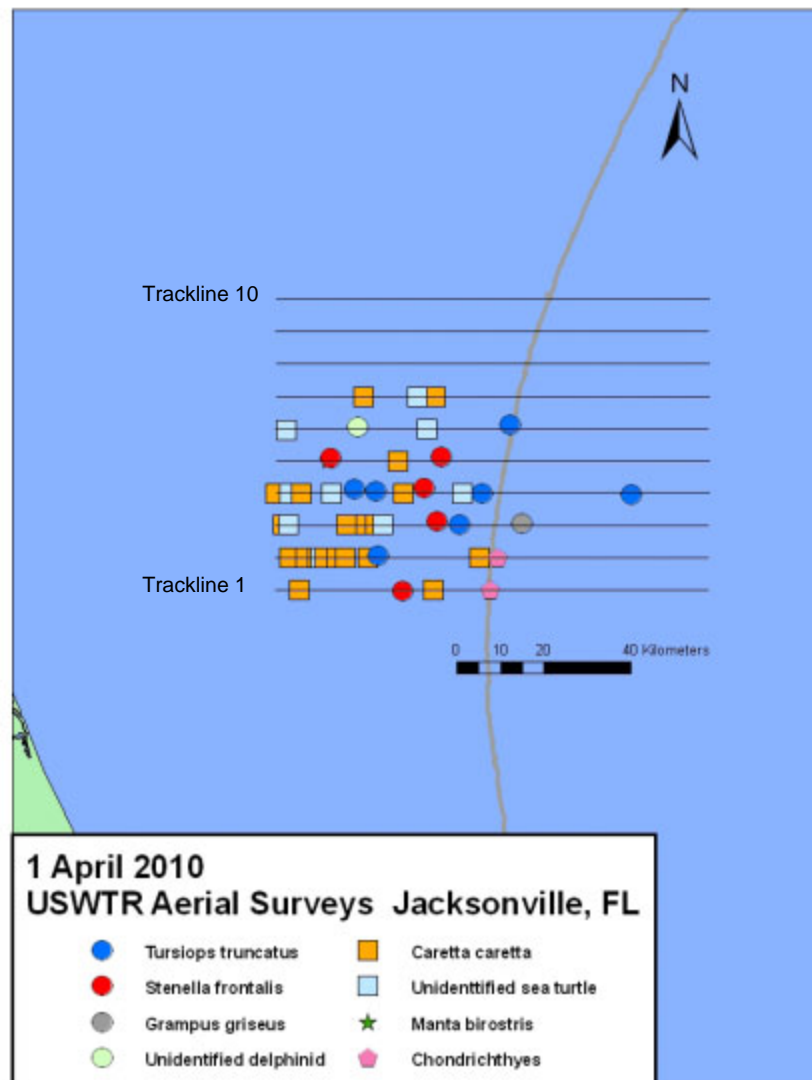 N
Trackline 10
Trackline 1
0 10 20 40 Kilometers
1 April 2010
USWTR Aerial Surveys Jacksonville, FL
Tursiops truncatus Caretta caretta
Stenella frontalis Unidenttified sea turtle
Grampus griseus Manta birostris
Unidentified delphinid Chondrichthyes